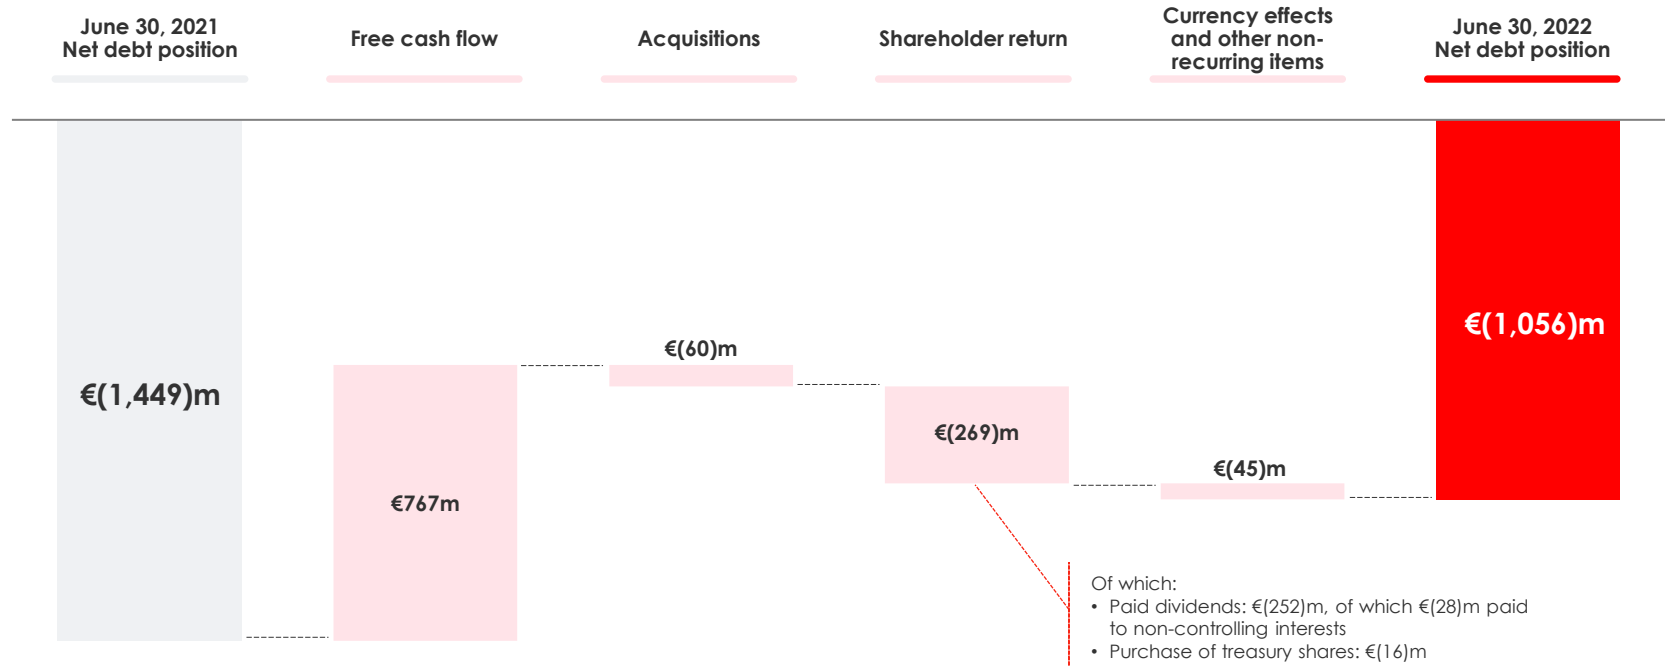 June 30, 2021
Net debt position
Free cash flow
Acquisitions
Shareholder return
Currency effects
and other non-
recurring items
June 30, 2022
Net debt position
€(1,449)m
€767m
€(60)m
€(269)m
€(45)m
€(1,056)m
Of which:
• Paid dividends: €(252)m, of which €(28)m paid
to non-controlling interests
• Purchase of treasury shares: €(16)m